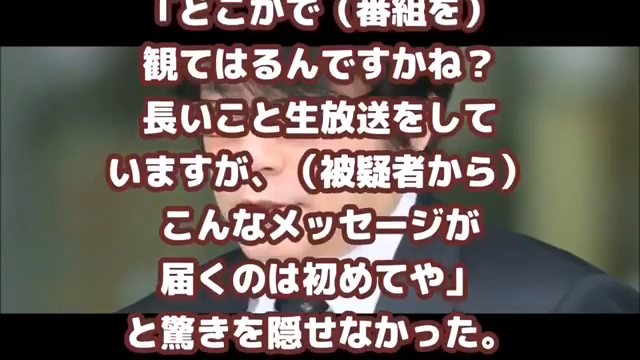 「どこかで（番組を）
観てはるんですかね？
長いこと生放送をして
いますが、（被疑者から）
こんなメッセージが
届くのは初めてや」
と驚きを隠せなかった。